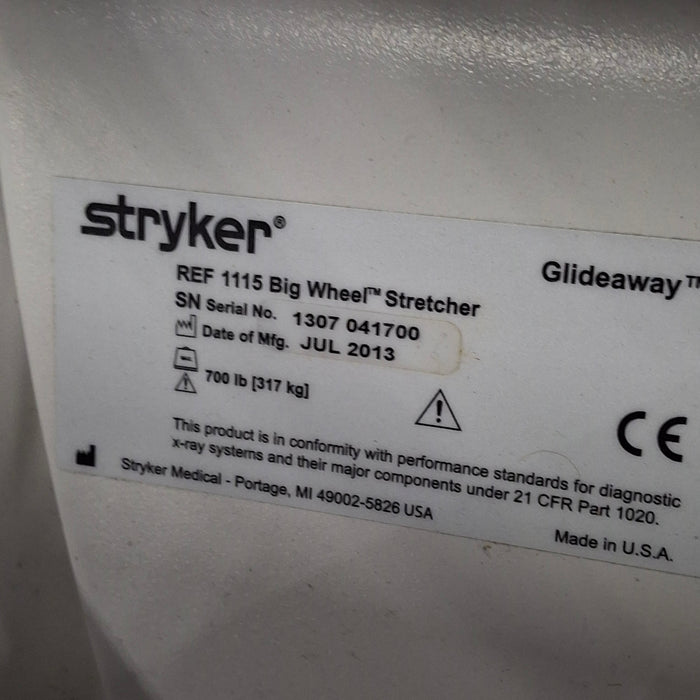 stryker®
Glideaway™
REF 1115 Big Wheel™ Stretcher
SN Serial No. 1307 041700
Date of Mfg. JUL 2013
700 lb [317 kg]
CE
This product is in conformity with performance standards for diagnostic
x-ray systems and their major components under 21 CFR Part 1020.
Stryker Medical - Portage, MI 49002-5826 USA
Made in U.S.A.